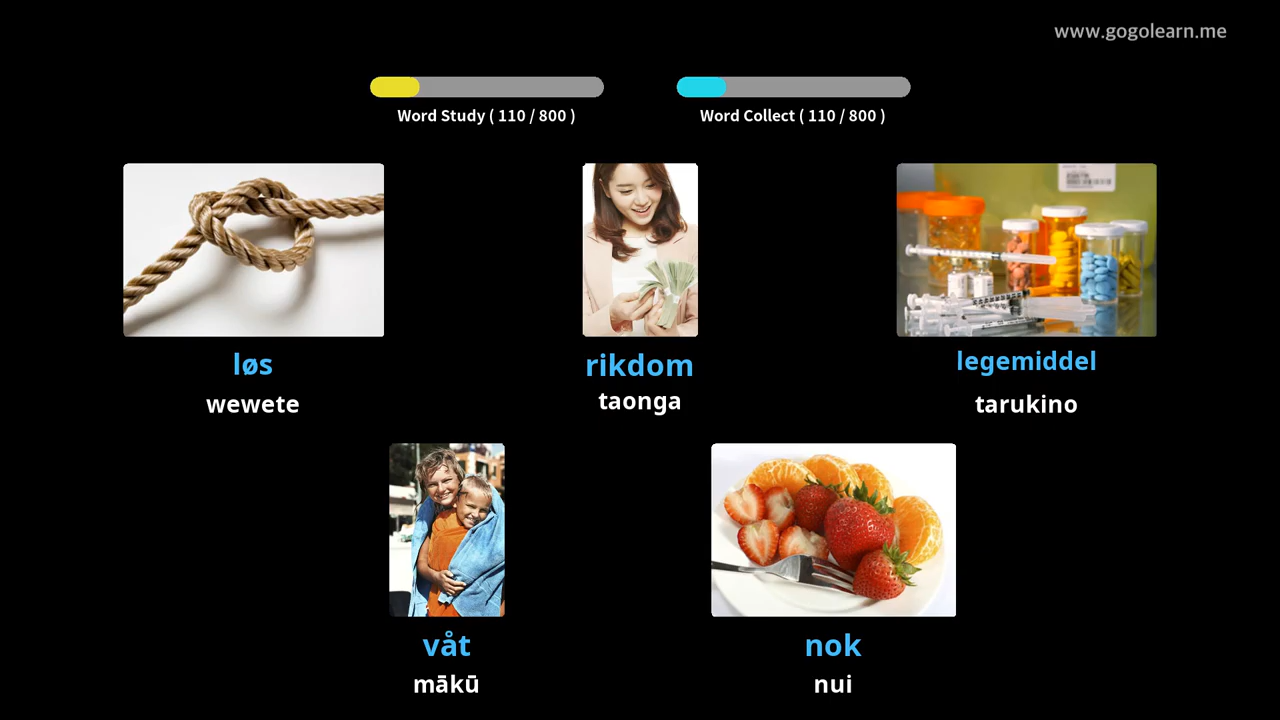 www.gogolearn.me
Word Study ( 110 / 800 )
Word Collect ( 110 / 800 )
løs
wewete
rikdom
taonga
legemiddel
tarukino
våt
mākū
nok
nui